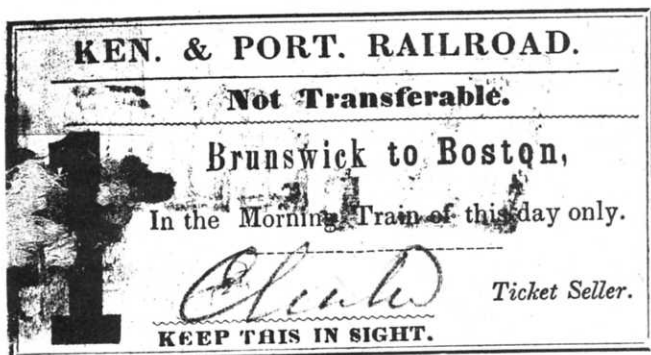 KEN. & PORT. RAILROAD.
Not Transferable.
1
Brunswick to Boston,
In the Morning Train of this day only.
Ticket Seller.
KEEP THIS IN SIGHT.